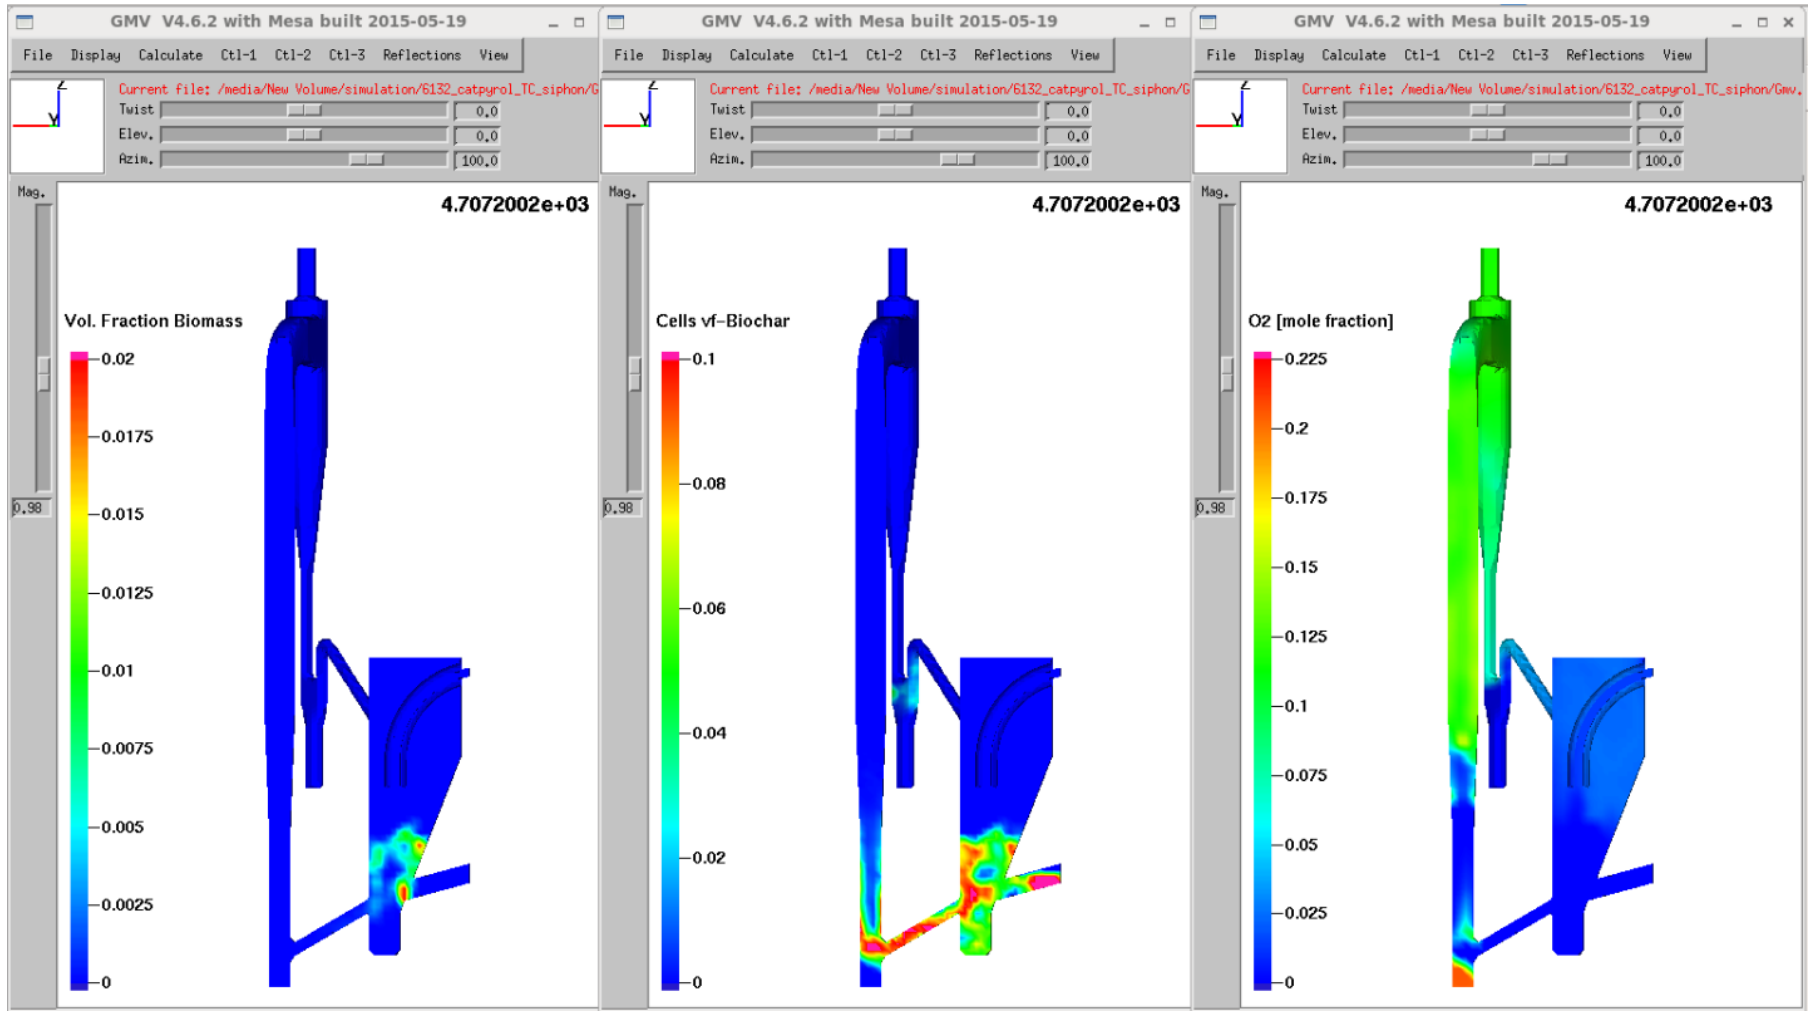 GMV V4.6.2 with Mesa built 2015-05-19
File Display Calculate Ctl-1 Ctl-2 Ctl-3 Reflections View
Z
Y
Current file: /media/New Volume/simulation/6132_catpyrol_TC_siphon/G
Twist 0.0
Elev. 0.0
Azim. 100.0
Mag.
0.98
4.7072002e+03
Vol. Fraction Biomass
0.02
0.0175
0.015
0.0125
0.01
0.0075
0.005
0.0025
0
GMV V4.6.2 with Mesa built 2015-05-19
File Display Calculate Ctl-1 Ctl-2 Ctl-3 Reflections View
Z
Y
Current file: /media/New Volume/simulation/6132_catpyrol_TC_siphon/G
Twist 0.0
Elev. 0.0
Azim. 100.0
Mag.
0.98
4.7072002e+03
Cells vf-Biochar
0.1
0.08
0.06
0.04
0.02
0
GMV V4.6.2 with Mesa built 2015-05-19
File Display Calculate Ctl-1 Ctl-2 Ctl-3 Reflections View
Z
Y
Current file: /media/New Volume/simulation/6132_catpyrol_TC_siphon/Gmv.
Twist 0.0
Elev. 0.0
Azim. 100.0
Mag.
0.98
4.7072002e+03
O2 [mole fraction]
0.225
0.2
0.175
0.15
0.125
0.1
0.075
0.05
0.025
0